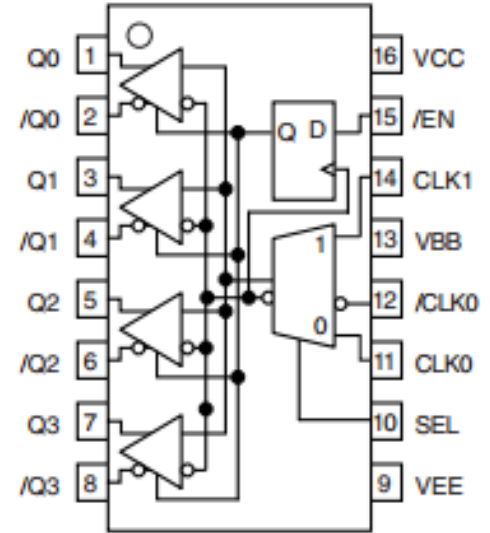 Q0 1 16 VCC
/Q0 2 Q D 15 /EN
Q1 3 14 CLK1
/Q1 4 1 13 VBB
Q2 5 12 /CLK0
/Q2 6 0 11 CLK0
Q3 7 10 SEL
/Q3 8 9 VEE